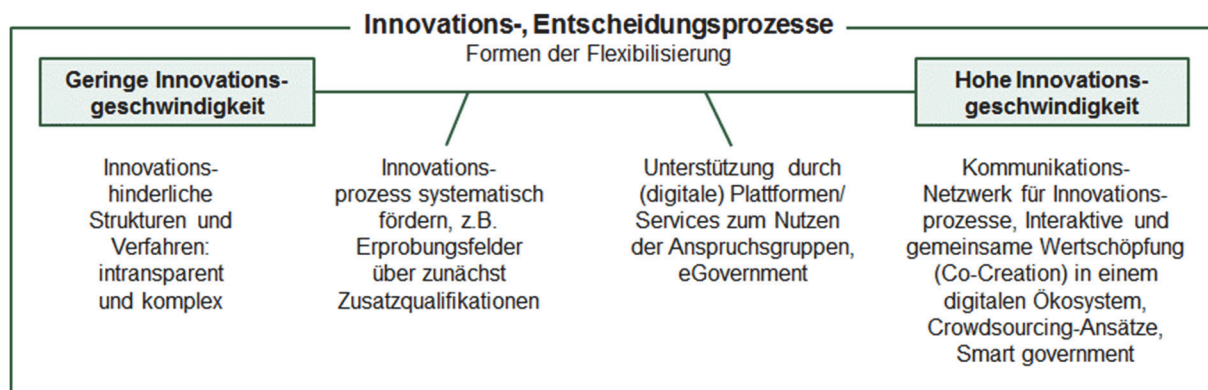 Innovations-, Entscheidungsprozesse
Formen der Flexibilisierung
Geringe Innovations-
geschwindigkeit
Hohe Innovations-
geschwindigkeit
Innovations-
hinderliche
Strukturen und
Verfahren:
intransparent
und komplex
Innovations-
prozess systematisch
fördern, z.B.
Erprobungsfelder
über zunächst
Zusatzqualifikationen
Unterstützung durch
(digitale) Plattformen/
Services zum Nutzen
der Anspruchsgruppen,
eGovernment
Kommunikations-
Netzwerk für Innovations-
prozesse, Interaktive und
gemeinsame Wertschöpfung
(Co-Creation) in einem
digitalen Ökosystem,
Crowdsourcing-Ansätze,
Smart government